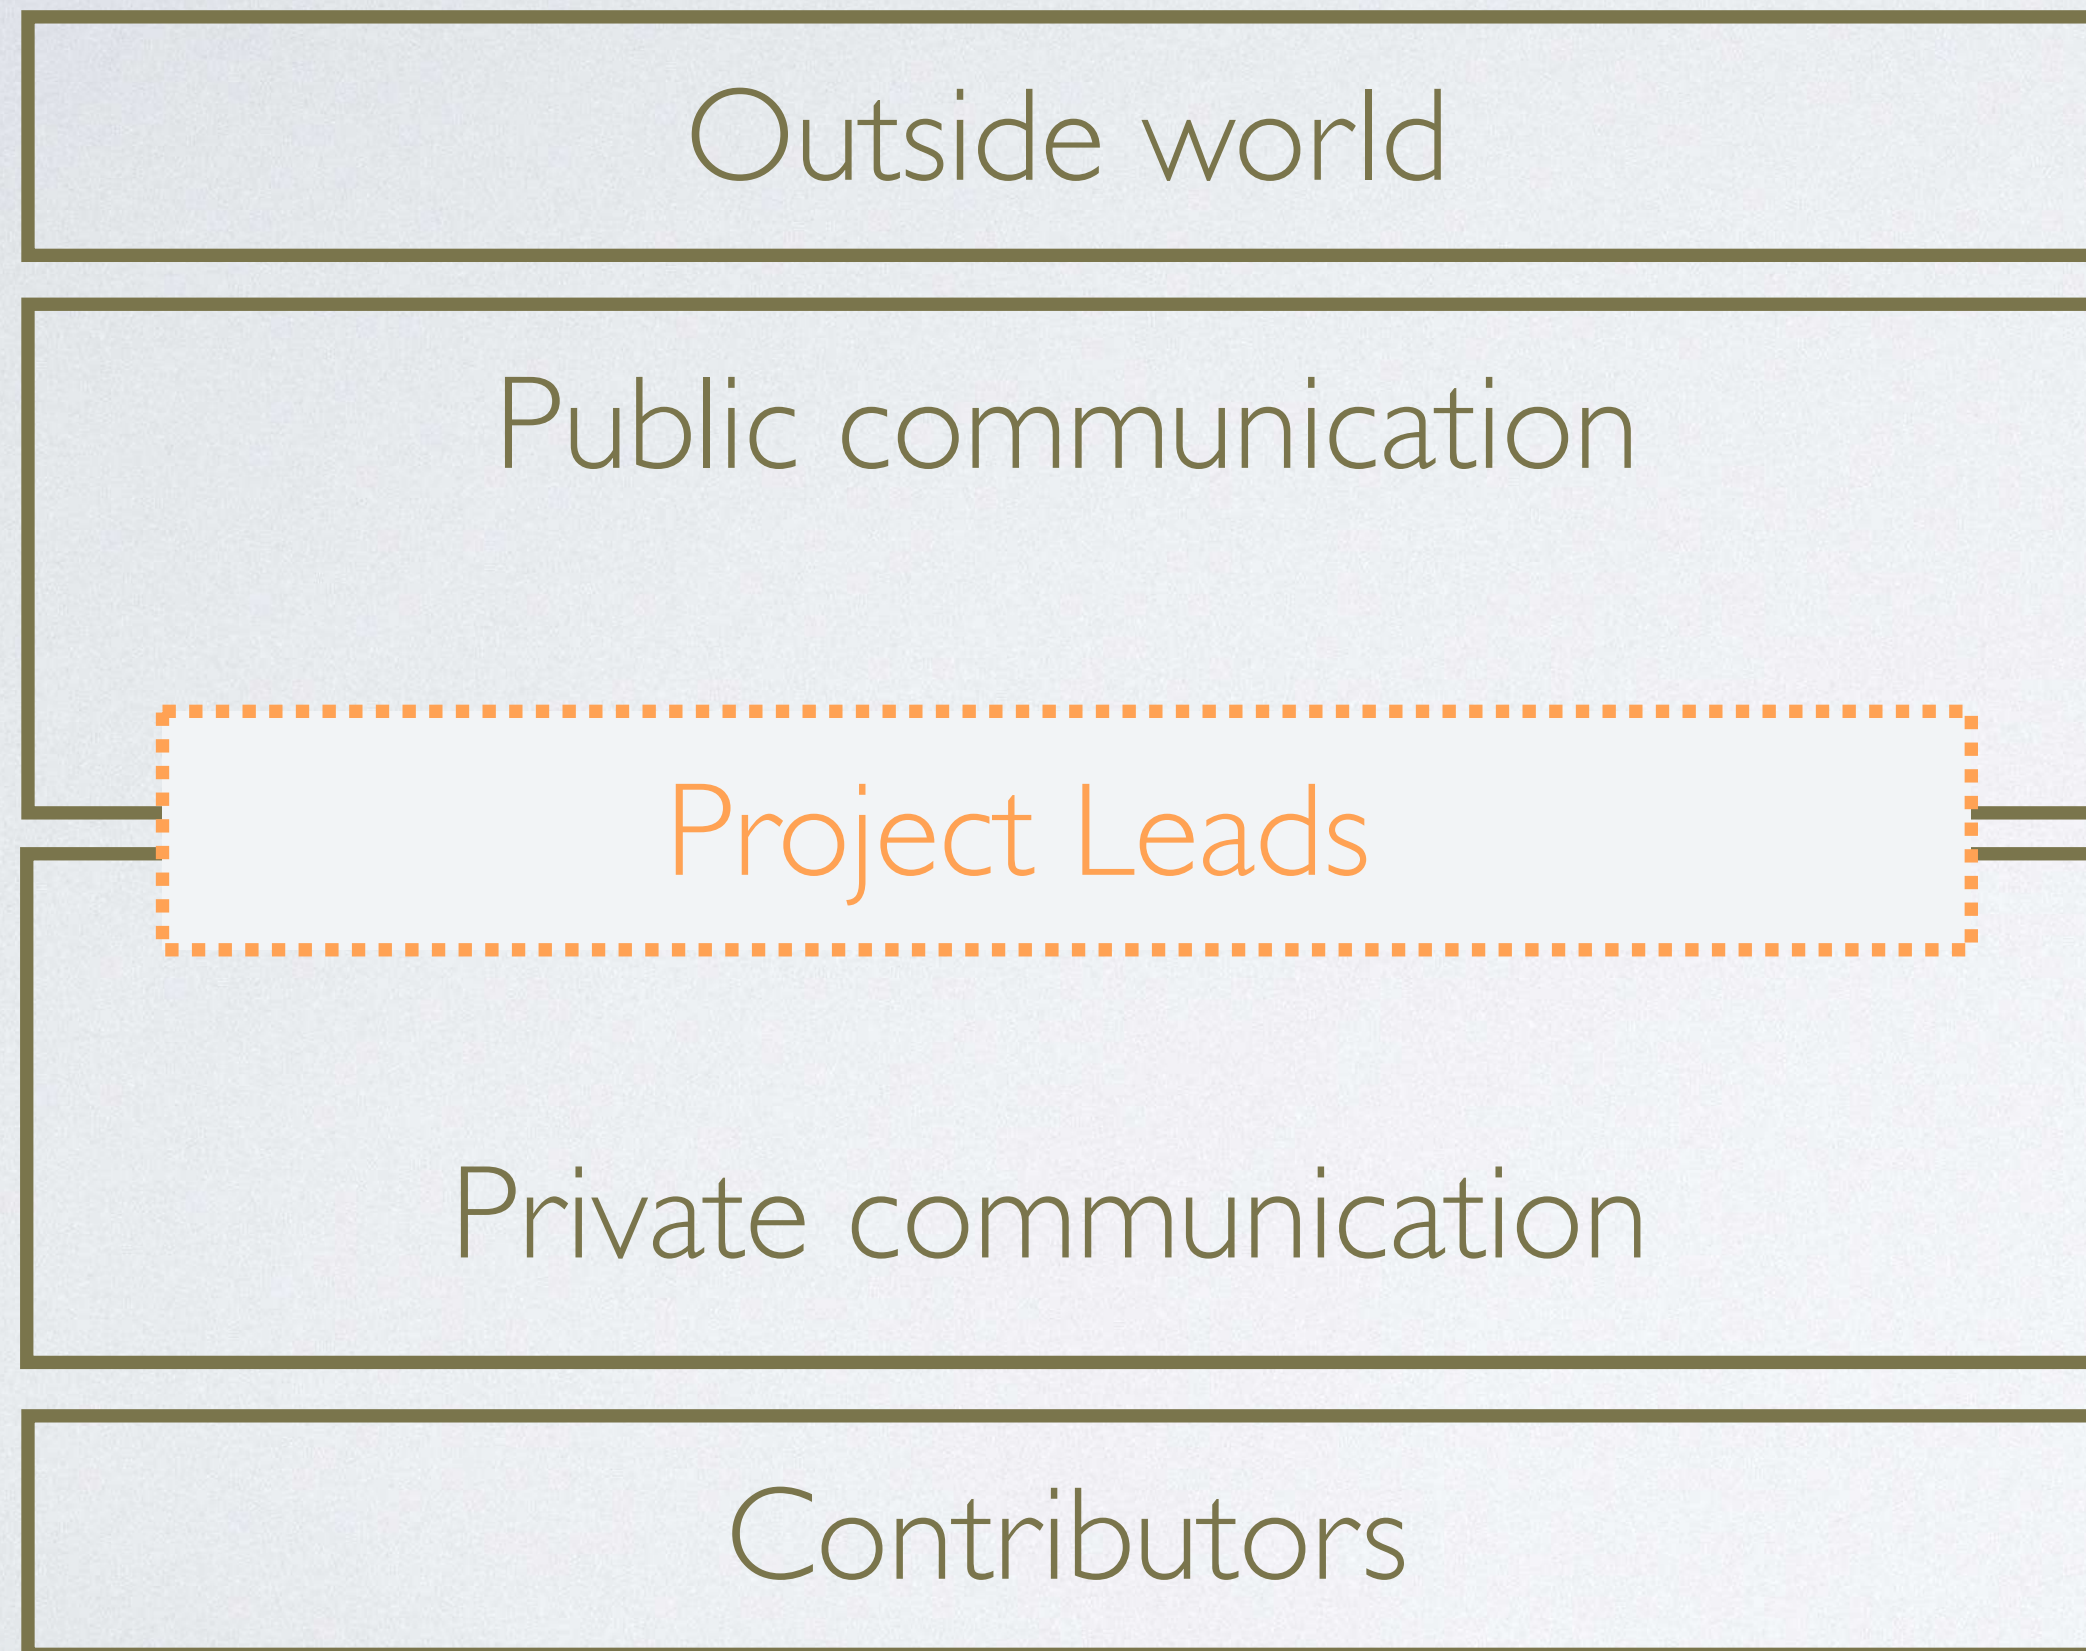 Outside world
Public communication
Project Leads
Private communication
Contributors